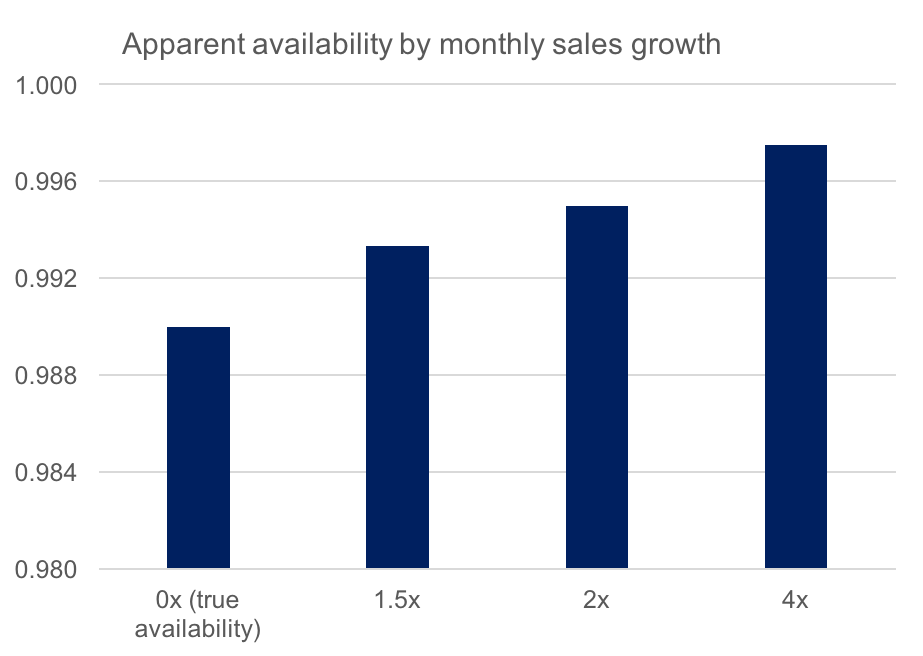 Apparent availability by monthly sales growth
1.000
0.996
0.992
0.988
0.984
0.980
0x (true
availability)
1.5x
2x
4x